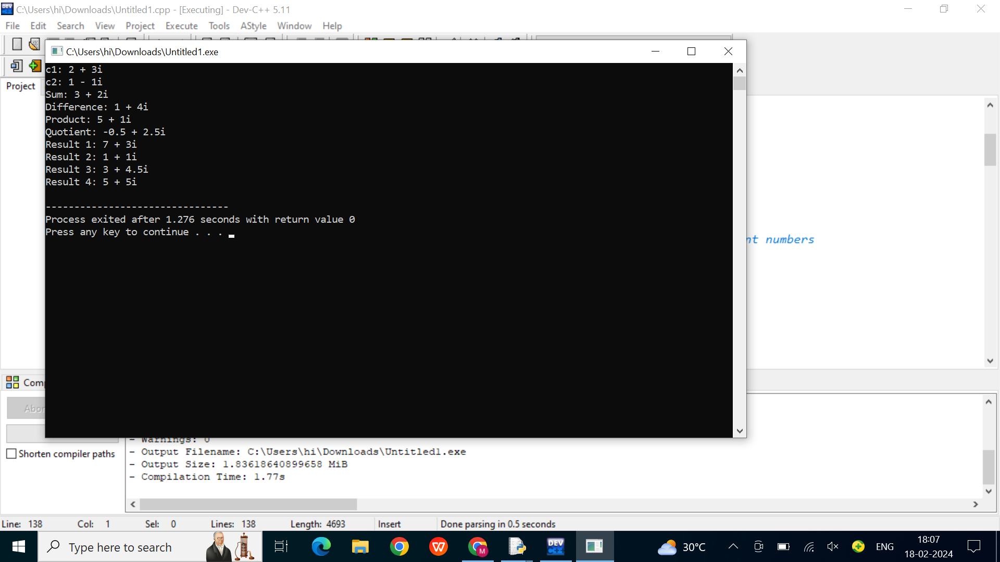 C:\Users\hi\Downloads\Untitled1.cpp - [Executing] - Dev-C++ 5.11
File Edit Search View Project Execute Tools AStyle Window Help
C:\Users\hi\Downloads\Untitled1.exe
Project
c1: 2 + 3i
c2: 1 - 1i
Sum: 3 + 2i
Difference: 1 + 4i
Product: 5 + 1i
Quotient: -0.5 + 2.5i
Result 1: 7 + 3i
Result 2: 1 + 1i
Result 3: 3 + 4.5i
Result 4: 5 + 5i
--------------------------------
Process exited after 1.276 seconds with return value 0
Press any key to continue . . .
nt numbers
Comp
Abor
Shorten compiler paths
- Warnings: 0
- Output Filename: C:\Users\hi\Downloads\Untitled1.exe
- Output Size: 1.83618640899658 MiB
- Compilation Time: 1.77s
Line: 138 Col: 1 Sel: 0 Lines: 138 Length: 4693 Insert Done parsing in 0.5 seconds
Type here to search
W
M
DEV C++
30°C
ENG
18:07
18-02-2024